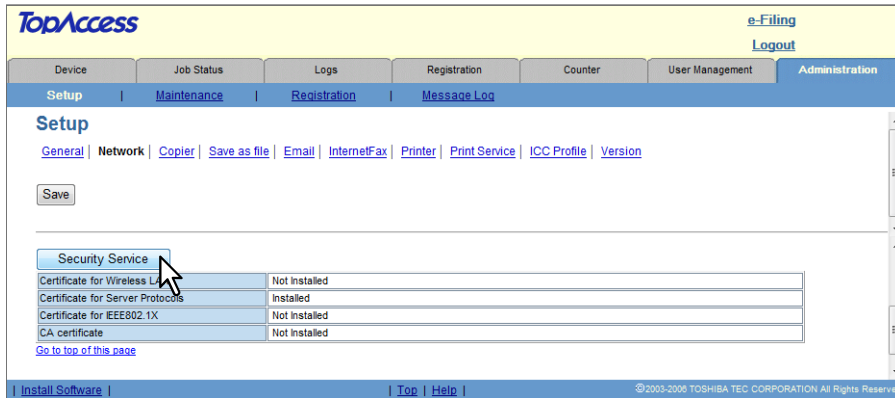 TopAccess
e-Filing
Logout
Device Job Status Logs Registration Counter User Management Administration
Setup | Maintenance | Registration | Message Log
Setup
General | Network | Copier | Save as file | Email | InternetFax | Printer | Print Service | ICC Profile | Version
Save
Security Service
Certificate for Wireless LA Not Installed
Certificate for Server Protocols Installed
Certificate for IEEE802.1X Not Installed
CA certificate Not Installed
Go to top of this page
| Install Software | | Top | Help | ©2003-2008 TOSHIBA TEC CORPORATION All Rights Reserve